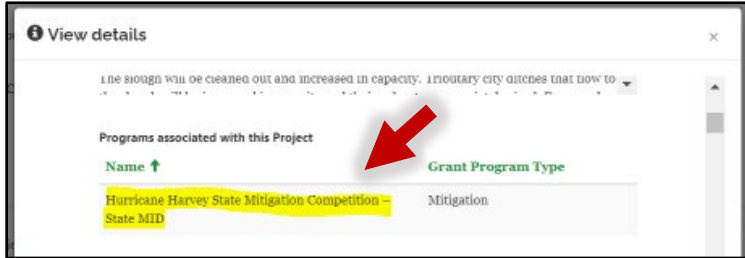 View details
×
The slough will be cleaned out and increased in capacity. Tributary city ditches that flow to
Programs associated with this Project
Name ↑ Grant Program Type
Hurricane Harvey State Mitigation Competition – Mitigation
State MID